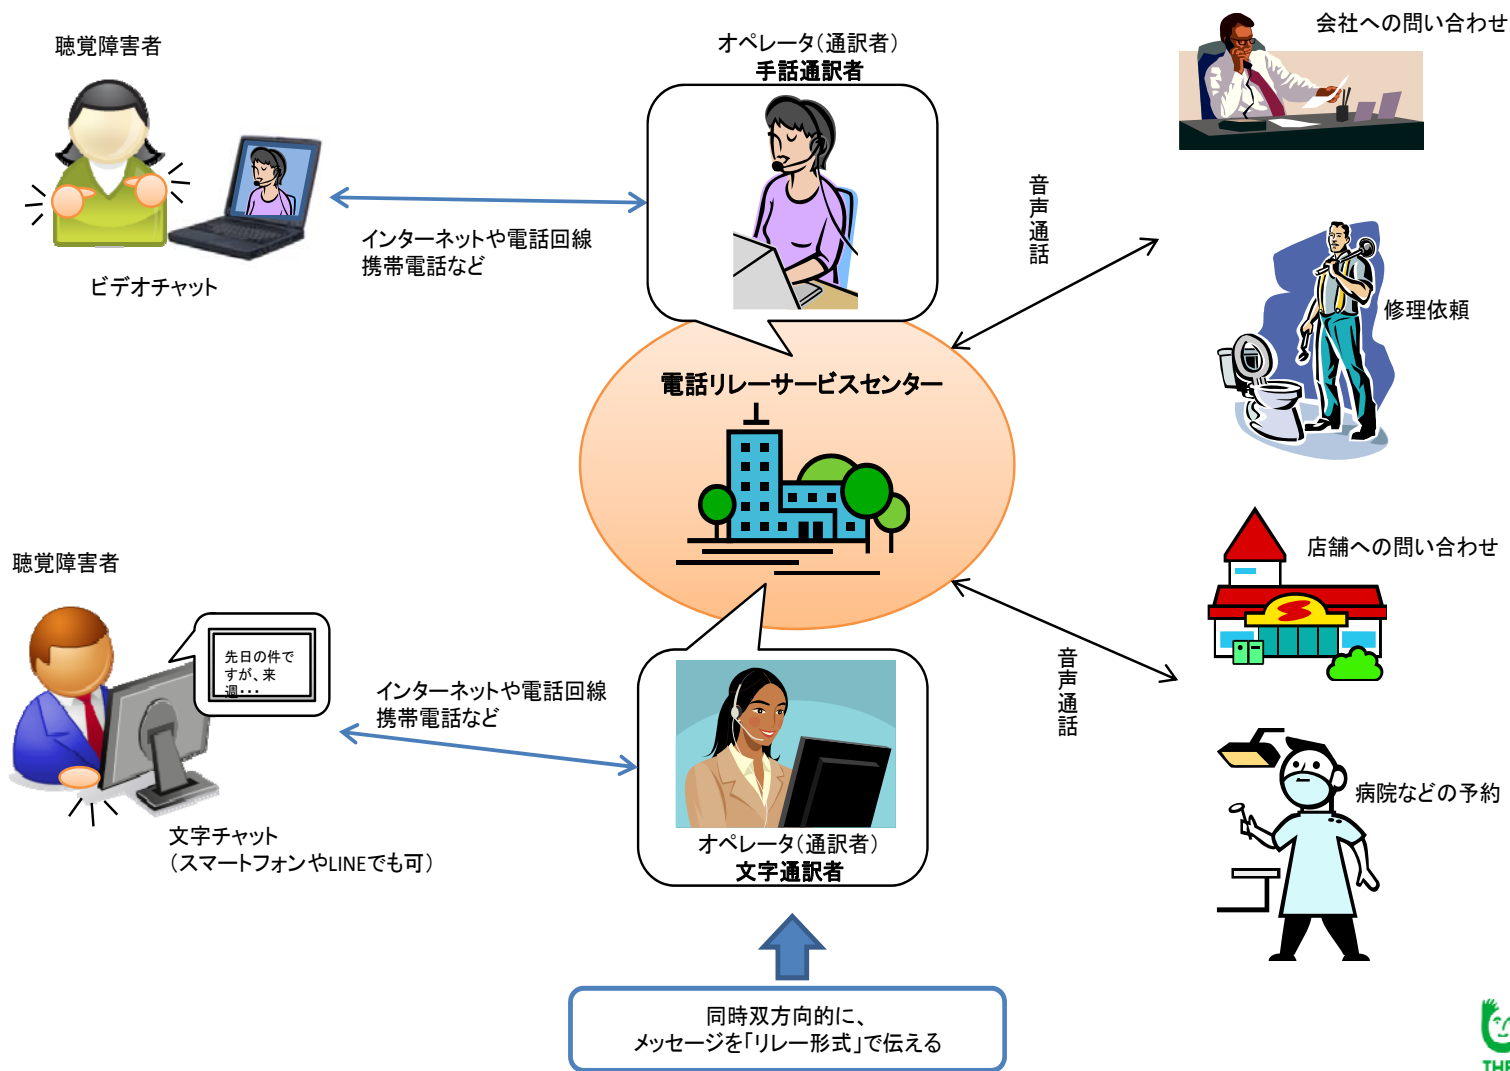 聴覚障害者
オペレータ（通訳者）
手話通訳者
会社への問い合わせ
音声通話
インターネットや電話回線
携帯電話など
ビデオチャット
修理依頼
電話リレーサービスセンター
聴覚障害者
店舗への問い合わせ
先日の件で
すが、来
週・・・
インターネットや電話回線
携帯電話など
音声通話
病院などの予約
文字チャット
（スマートフォンやLINEでも可）
オペレータ（通訳者）
文字通訳者
同時双方向的に、
メッセージを「リレー形式」で伝える